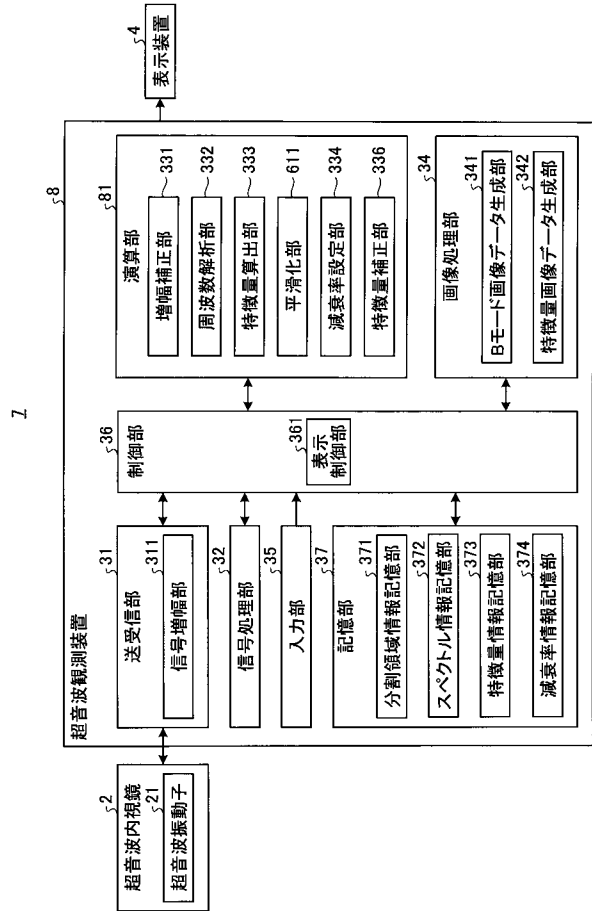 7
超音波内視鏡
2
超音波振動子
21
超音波観測装置
8
送受信部
31
信号増幅部
311
信号処理部
32
入力部
35
記憶部
37
分割領域情報記憶部
371
スペクトル情報記憶部
372
特徴量情報記憶部
373
減衰率情報記憶部
374
制御部
36
表示
制御部
361
演算部
81
増幅補正部
331
周波数解析部
332
特徴量算出部
333
平滑化部
611
減衰率設定部
334
特徴量補正部
336
画像処理部
34
Bモード画像データ生成部
341
特徴量画像データ生成部
342
表示装置
4